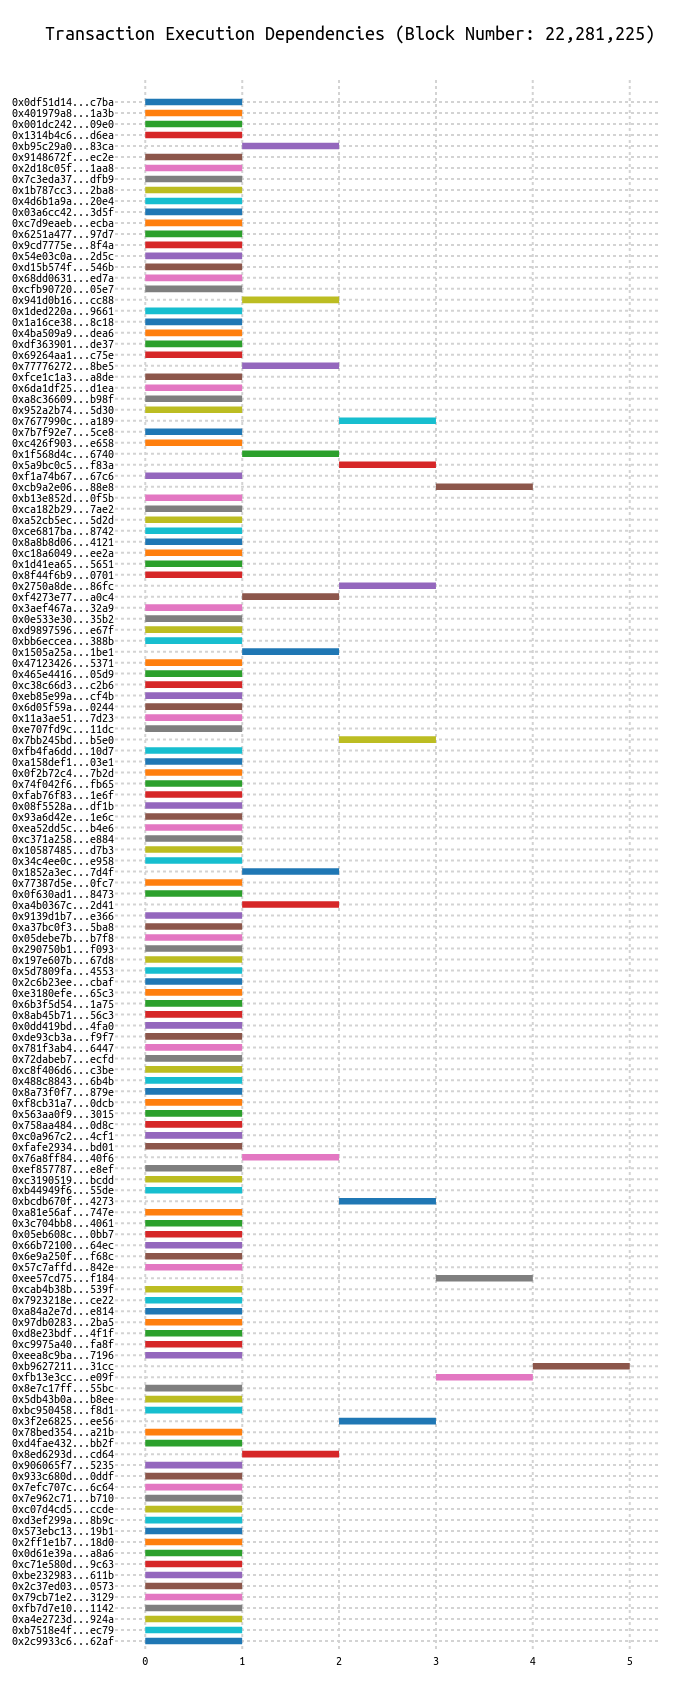 Transaction Execution Dependencies (Block Number: 22,281,225)
0x0df51d14...c7ba
0x401979a8...1a3b
0x001dc242...09e0
0x1314b4c6...d6ea
0xb95c29a0...83ca
0x9148672f...ec2e
0x2d18c05f...1aa8
0x7c3eda37...dfb9
0x1b787cc3...2ba8
0x4d6b1a9a...20e4
0x03a6cc42...3d5f
0xc7d9eaeb...ecba
0x6251a477...97d7
0x9cd7775e...8f4a
0x54e03c0a...2d5c
0xd15b574f...546b
0x68dd0631...ed7a
0xcfb90720...05e7
0x941d0b16...cc88
0x1ded220a...9661
0x1a16ce38...8c18
0x4ba509a9...dea6
0xdf363901...de37
0x69264aa1...c75e
0x77776272...8be5
0xfce1c1a3...a8de
0x6da1df25...d1ea
0xa8c36609...b98f
0x952a2b74...5d30
0x7677990c...a189
0x7b7f92e7...5ce8
0xc426f903...e658
0x1f568d4c...6740
0x5a9bc0c5...f83a
0xf1a74b67...67c6
0xcb9a2e06...88e8
0xb13e852d...0f5b
0xca182b29...7ae2
0xa52cb5ec...5d2d
0xce6817ba...8742
0x8a8b8d06...4121
0xc18a6049...ee2a
0x1d41ea65...5651
0x8f44f6b9...0701
0x2750a8de...86fc
0xf4273e77...a0c4
0x3aef467a...32a9
0x0e533e30...35b2
0xd9897596...e67f
0xbb6eccea...388b
0x1505a25a...1be1
0x47123426...5371
0x465e4416...05d9
0xc38c66d3...c2b6
0xeb85e99a...cf4b
0x6d05f59a...0244
0x11a3ae51...7d23
0xe707fd9c...11dc
0x7bb245bd...b5e0
0xfb4fa6dd...10d7
0xa158def1...03e1
0x0f2b72c4...7b2d
0x74f042f6...fb65
0xfab76f83...1e6f
0x08f5528a...df1b
0x93a6d42e...1e6c
0xea52dd5c...b4e6
0xc371a258...e884
0x10587485...d7b3
0x34c4ee0c...e958
0x1852a3ec...7d4f
0x77387d5e...0fc7
0x0f630ad1...8473
0xa4b0367c...2d41
0x9139d1b7...e366
0xa37bc0f3...5ba8
0x05debe7b...b7f8
0x290750b1...f093
0x197e607b...67d8
0x5d7809fa...4553
0x2c6b23ee...cbaf
0xe3180efe...65c3
0x6b3f5d54...1a75
0x8ab45b71...56c3
0x0dd419bd...4fa0
0xde93cb3a...f9f7
0x781f3ab4...6447
0x72dabeb7...ecfd
0xc8f406d6...c3be
0x488c8843...6b4b
0x8a73f0f7...879e
0xf8cb31a7...0dcb
0x563aa0f9...3015
0x758aa484...0d8c
0xc0a967c2...4cf1
0xfafe2934...bd01
0x76a8ff84...40f6
0xef857787...e8ef
0xc3190519...bcdd
0xb44949f6...55de
0xbcdb670f...4273
0xa81e56af...747e
0x3c704bb8...4061
0x05eb608c...0bb7
0x66b72100...64ec
0x6e9a250f...f68c
0x57c7affd...842e
0xee57cd75...f184
0xcab4b38b...539f
0x7923218e...ce22
0xa84a2e7d...e814
0x97db0283...2ba5
0xd8e23bdf...4f1f
0xc9975a40...fa8f
0xeea8c9ba...7196
0xb9627211...31cc
0xfb13e3cc...e09f
0x8e7c17ff...55bc
0x5db43b0a...b8ee
0xbc950458...f8d1
0x3f2e6825...ee56
0x78bed354...a21b
0xd4fae432...bb2f
0x8ed6293d...cd64
0x906065f7...5235
0x933c680d...0ddf
0x7efc707c...6c64
0x7e962c71...b710
0xc07d4cd5...ccde
0xd3ef299a...8b9c
0x573ebc13...19b1
0x2ff1e1b7...18d0
0x0d61e39a...a8a6
0xc71e580d...9c63
0xbe232983...611b
0x2c37ed03...0573
0x79cb71e2...3129
0xfb7d7e10...1142
0xa4e2723d...924a
0xb7518e4f...ec79
0x2c9933c6...62af
0 1 2 3 4 5